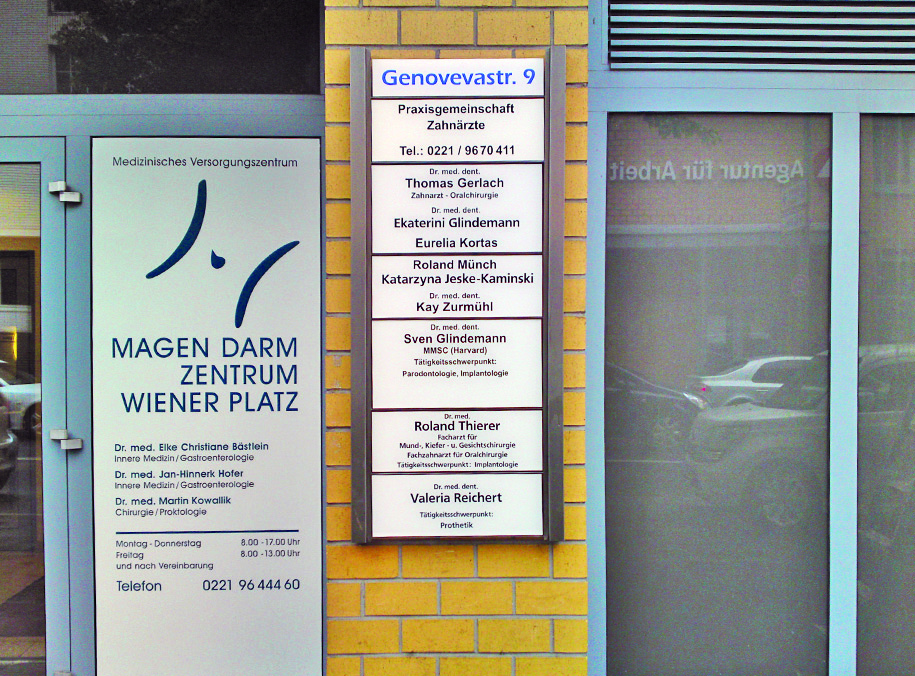 Medizinisches Versorgungszentrum
MAGEN DARM
ZENTRUM
WIENER PLATZ
Dr. med. Elke Christiane Bästlein
Innere Medizin/Gastroenterologie
Dr. med. Jan-Hinnerk Hofer
Innere Medizin/Gastroenterologie
Dr. med. Martin Kowallik
Chirurgie/Proktologie
Montag - Donnerstag 8.00 - 17.00 Uhr
Freitag 8.00 - 13.00 Uhr
und nach Vereinbarung
Telefon 0221 96 444 60
Genovevastr. 9
Praxisgemeinschaft
Zahnärzte
Tel.: 0221 / 96 70 411
Dr. med. dent.
Thomas Gerlach
Zahnarzt - Oralchirurgie
Dr. med. dent.
Ekaterini Glindemann
Eurelia Kortas
Roland Münch
Katarzyna Jeske-Kaminski
Dr. med. dent.
Kay Zurmühl
Dr. med. dent.
Sven Glindemann
MMSC (Harvard)
Tätigkeitsschwerpunkt:
Parodontologie, Implantologie
Dr. med.
Roland Thierer
Facharzt für
Mund-, Kiefer- u. Gesichtschirurgie
Fachzahnarzt für Oralchirurgie
Tätigkeitsschwerpunkt: Implantologie
Dr. med. dent.
Valeria Reichert
Tätigkeitsschwerpunkt:
Prothetik
Agentur für Arbeit